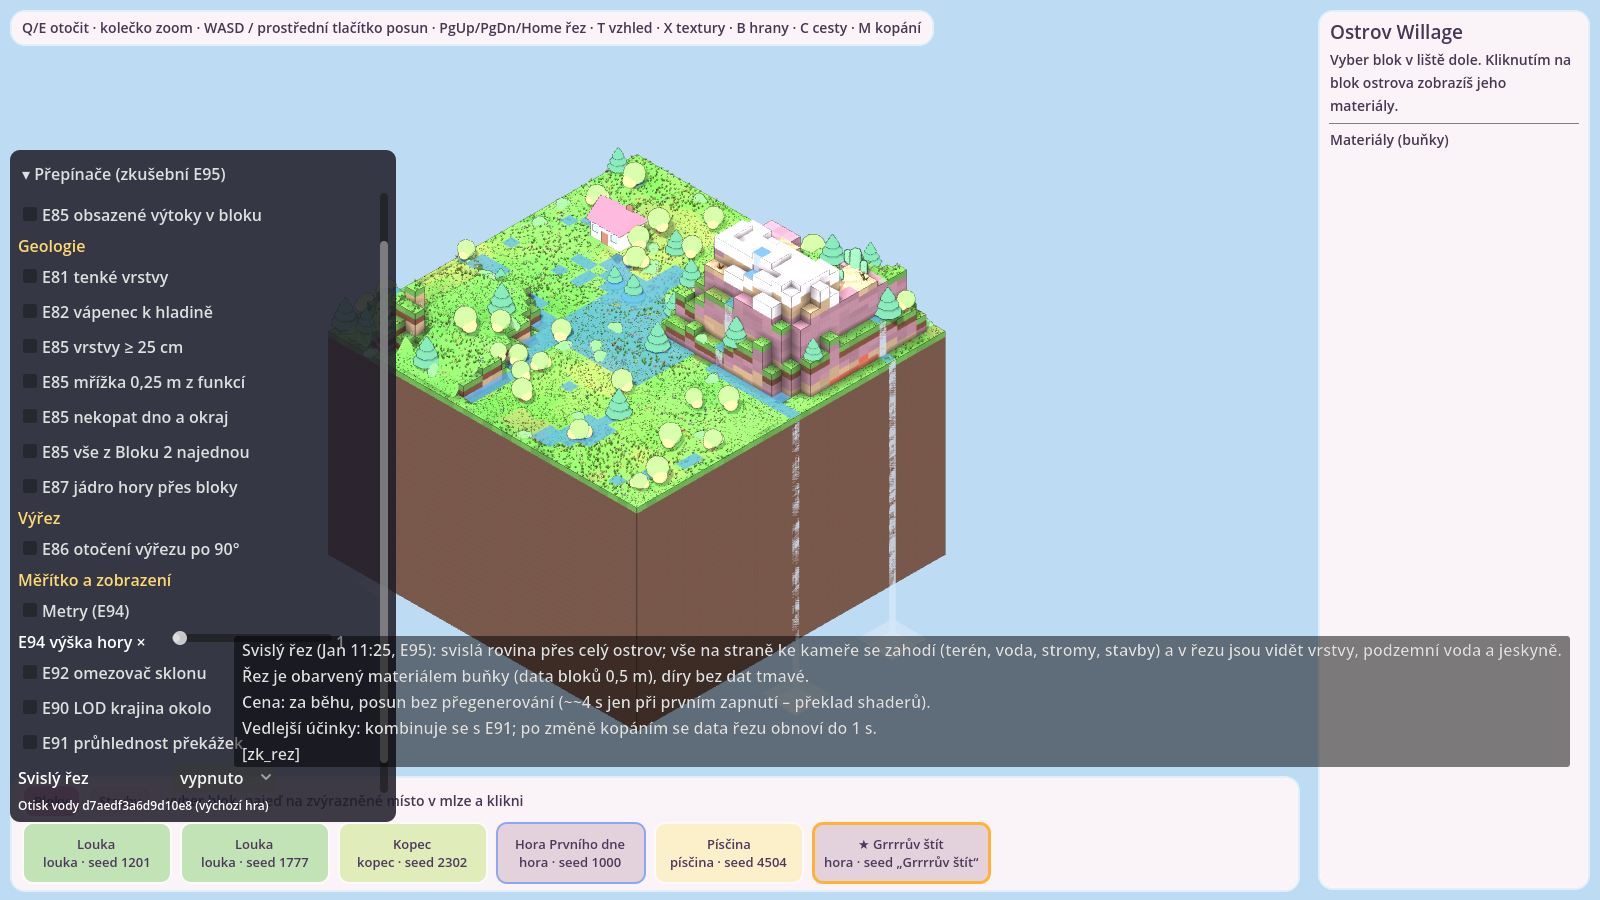 Q/E otočit · kolečko zoom · WASD / prostřední tlačítko posun · PgUp/PgDn/Home řez · T vzhled · X textury · B hrany · C cesty · M kopání
Ostrov Willage
Vyber blok v liště dole. Kliknutím na
blok ostrova zobrazíš jeho
materiály.
Materiály (buňky)
▾ Přepínače (zkušební E95)
E85 obsazené výtoky v bloku
Geologie
E81 tenké vrstvy
E82 vápenec k hladině
E85 vrstvy ≥ 25 cm
E85 mřížka 0,25 m z funkcí
E85 nekopat dno a okraj
E85 vše z Bloku 2 najednou
E87 jádro hory přes bloky
Výřez
E86 otočení výřezu po 90°
Měřítko a zobrazení
Metry (E94)
E94 výška hory × 1
E92 omezovač sklonu
E90 LOD krajina okolo
E91 průhlednost překážek
Svislý řez vypnuto
Otisk vody d7aedf3a6d9d10e8 (výchozí hra)
Svislý řez (Jan 11:25, E95): svislá rovina přes celý ostrov; vše na straně ke kameře se zahodí (terén, voda, stromy, stavby) a v řezu jsou vidět vrstvy, podzemní voda a jeskyně.
Řez je obarvený materiálem buňky (data bloků 0,5 m), díry bez dat tmavé.
Cena: za běhu, posun bez přegenerování (~~4 s jen při prvním zapnutí – překlad shaderů).
Vedlejší účinky: kombinuje se s E91; po změně kopáním se data řezu obnoví do 1 s.
[zk_rez]
na zvýrazněné místo v mlze a klikni
Louka
louka · seed 1201
Louka
louka · seed 1777
Kopec
kopec · seed 2302
Hora Prvního dne
hora · seed 1000
Písčina
písčina · seed 4504
★ Grrrrův štít
hora · seed „Grrrrův štít“